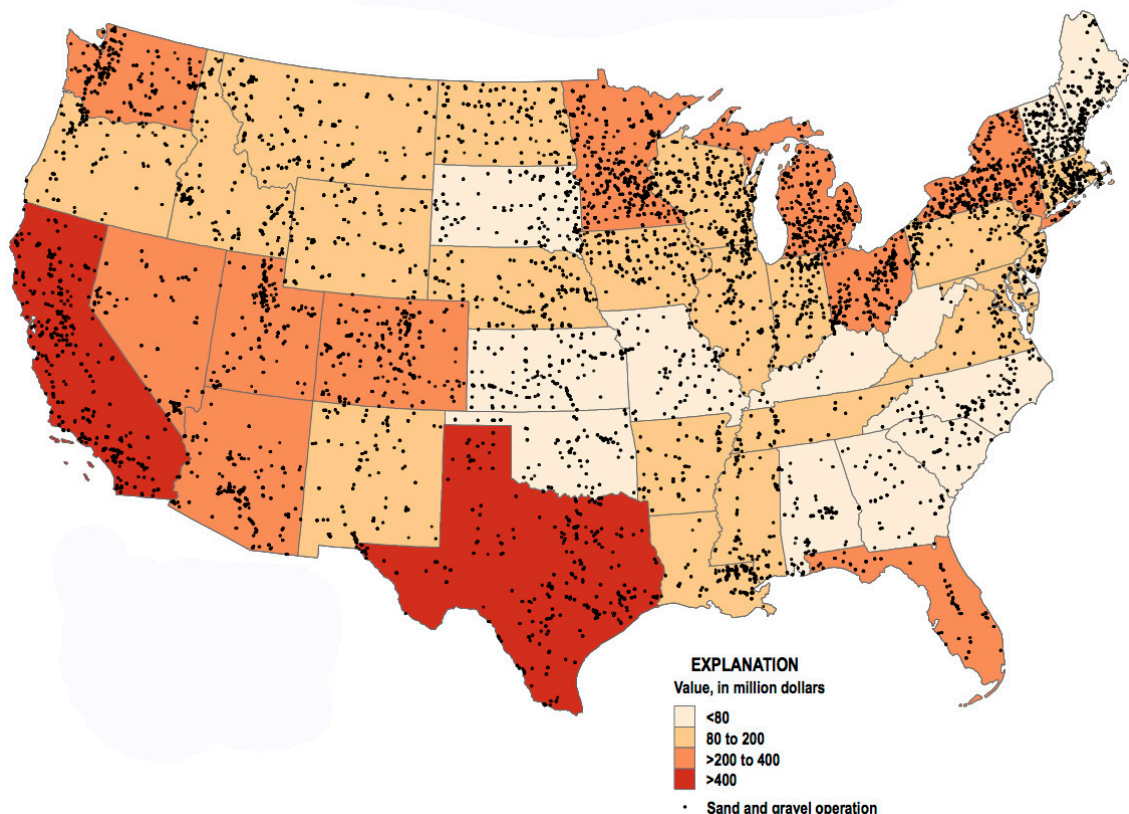 EXPLANATION
Value, in million dollars
<80
80 to 200
>200 to 400
>400
Sand and gravel operation